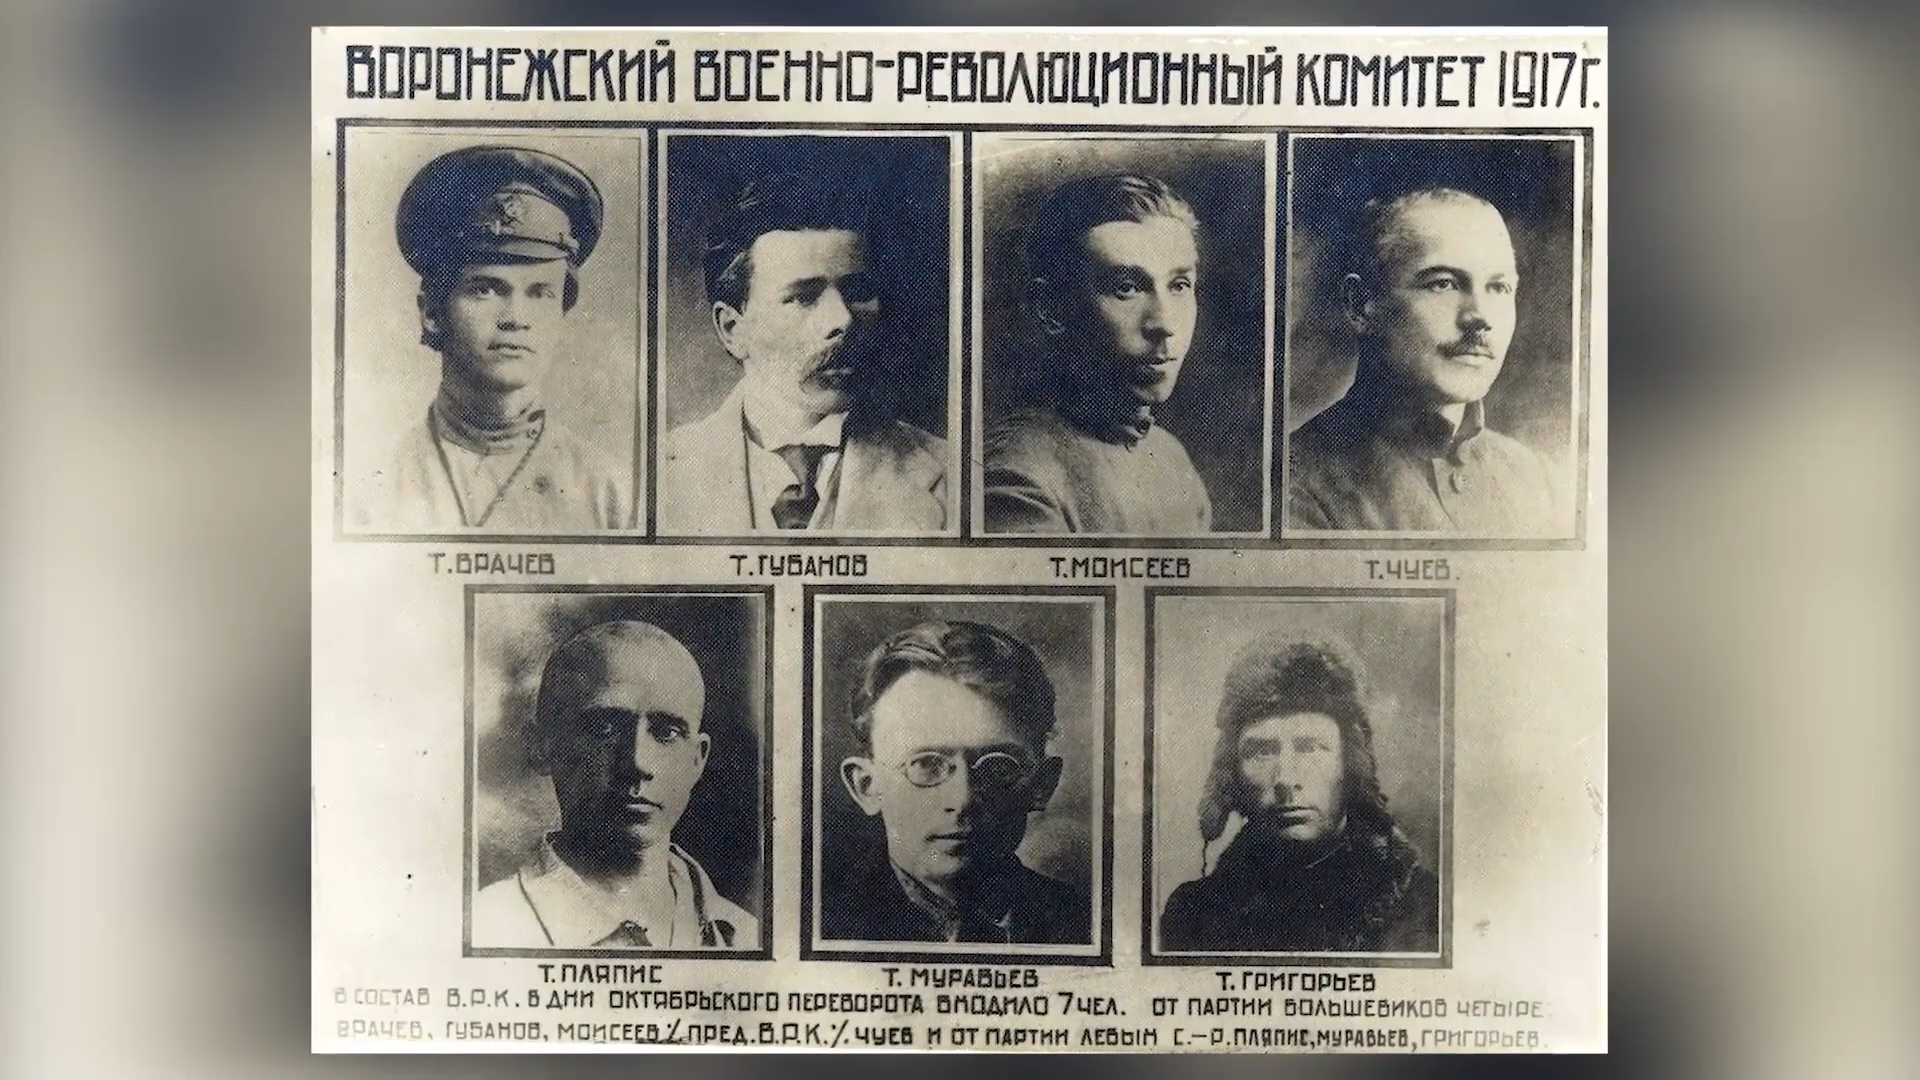 ВОРОНЕЖСКИЙ ВОЕННО-РЕВОЛЮЦИОННЫЙ КОМИТЕТ 1917г.
Т. ВРАЧЕВ Т. ГУБАНОВ Т. МОИСЕЕВ Т. ЧУЕВ.
Т. ПЛЯПИС Т. МУРАВЬЕВ Т. ГРИГОРЬЕВ
В СОСТАВ В.Р.К. В ДНИ ОКТЯБРЬСКОГО ПЕРЕВОРОТА ВХОДИЛО 7 ЧЕЛ. ОТ ПАРТИИ БОЛЬШЕВИКОВ ЧЕТЫРЕ:
ВРАЧЕВ, ГУБАНОВ, МОИСЕЕВ ٪ ПРЕД. В.Р.К. ٪ ЧУЕВ И ОТ ПАРТИИ ЛЕВЫХ С.-Р. ПЛЯПИС, МУРАВЬЕВ, ГРИГОРЬЕВ.